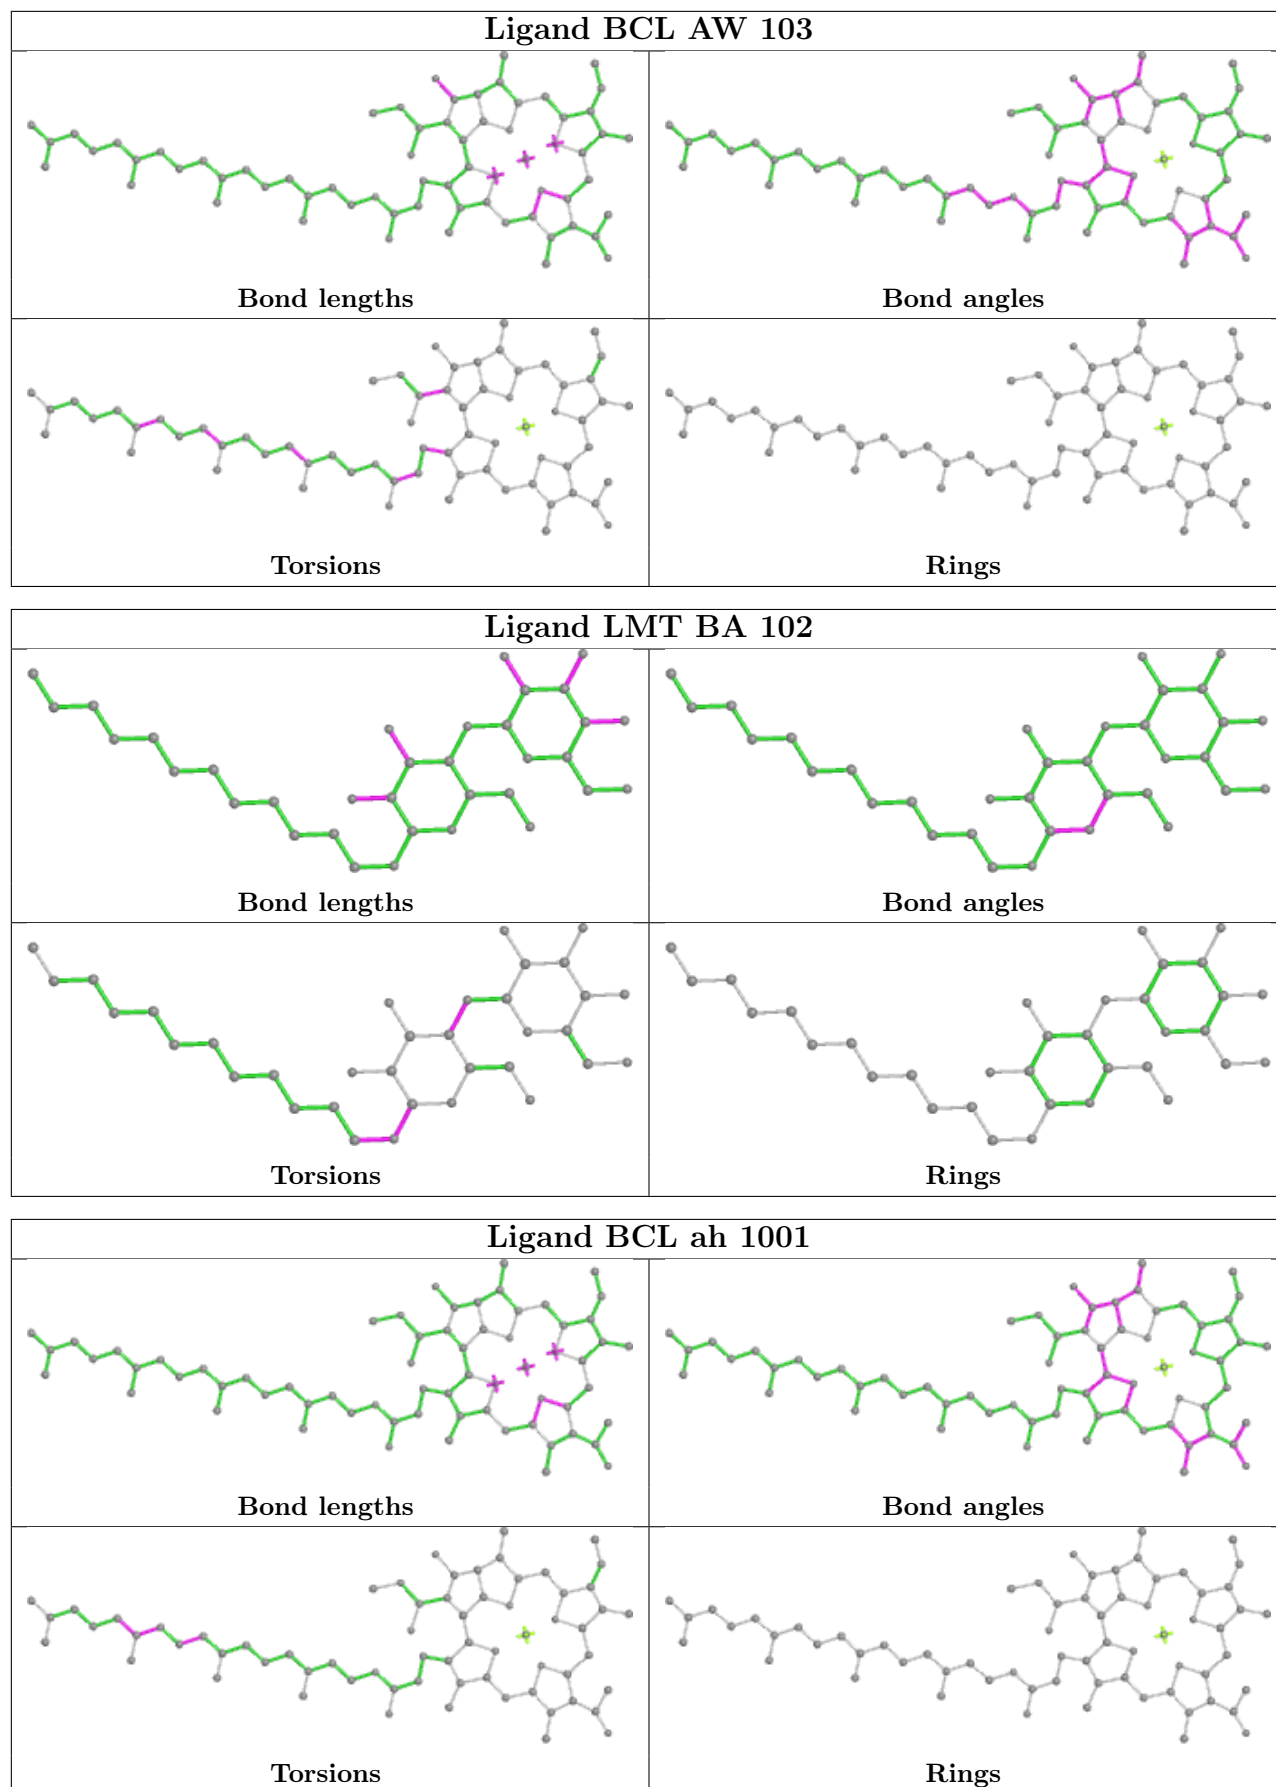 Ligand BCL AW 103
Bond lengths
Bond angles
Torsions
Rings
Ligand LMT BA 102
Bond lengths
Bond angles
Torsions
Rings
Ligand BCL ah 1001
Bond lengths
Bond angles
Torsions
Rings